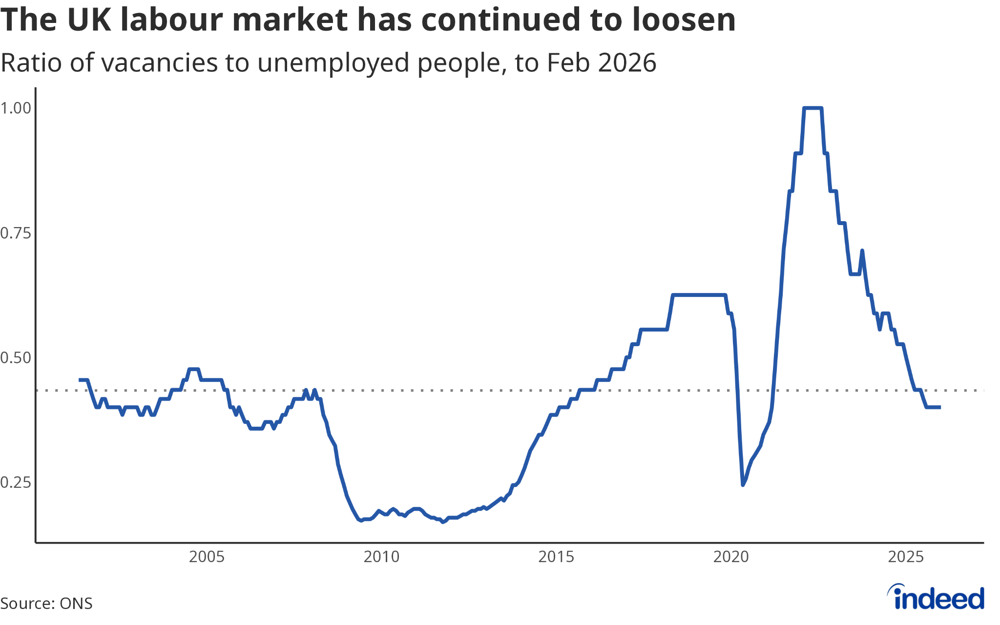 The UK labour market has continued to loosen
Ratio of vacancies to unemployed people, to Feb 2026
1.00
0.75
0.50
0.25
2005 2010 2015 2020 2025
Source: ONS
indeed